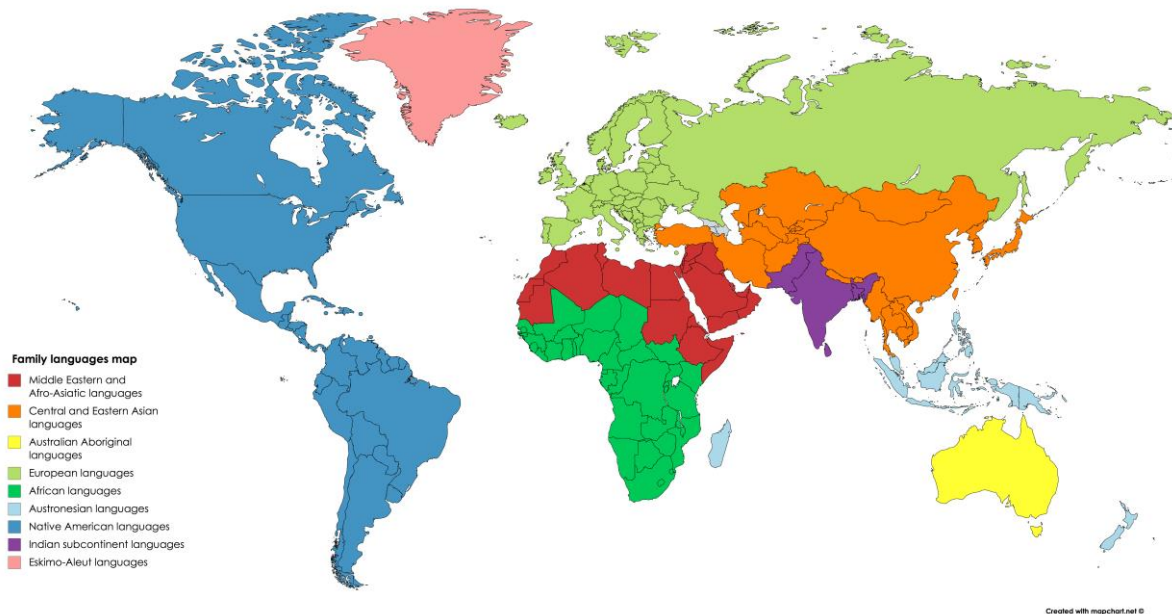 Family languages map
Middle Eastern and
Afro-Asiatic languages
Central and Eastern Asian
languages
Australian Aboriginal
languages
European languages
African languages
Austronesian languages
Native American languages
Indian subcontinent languages
Eskimo-Aleut languages
Created with mapchart.net ©